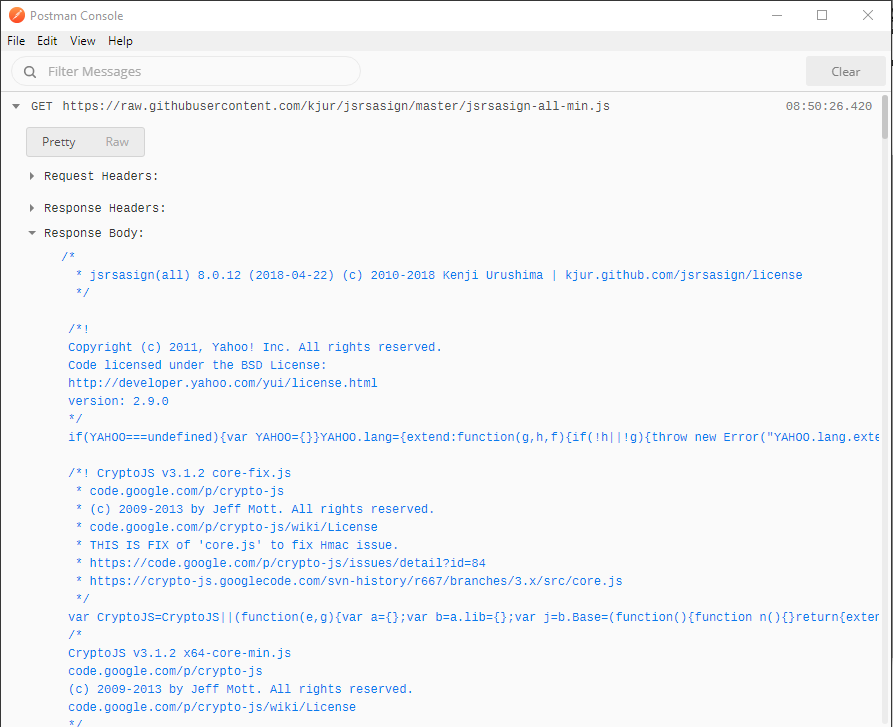 Postman Console
File Edit View Help
Filter Messages
Clear
GET https://raw.githubusercontent.com/kjur/jsrsasign/master/jsrsasign-all-min.js 08:50:26.420
Pretty Raw
Request Headers:
Response Headers:
Response Body:
/*
* jsrsasign(all) 8.0.12 (2018-04-22) (c) 2010-2018 Kenji Urushima | kjur.github.com/jsrsasign/license
*/
/*!
Copyright (c) 2011, Yahoo! Inc. All rights reserved.
Code licensed under the BSD License:
http://developer.yahoo.com/yui/license.html
version: 2.9.0
*/
if(YAHOO===undefined){var YAHOO={}}YAHOO.lang={extend:function(g,h,f){if(!h||!g){throw new Error("YAHOO.lang.exte
/*! CryptoJS v3.1.2 core-fix.js
* code.google.com/p/crypto-js
* (c) 2009-2013 by Jeff Mott. All rights reserved.
* code.google.com/p/crypto-js/wiki/License
* THIS IS FIX of 'core.js' to fix Hmac issue.
* https://code.google.com/p/crypto-js/issues/detail?id=84
* https://crypto-js.googlecode.com/svn-history/r667/branches/3.x/src/core.js
*/
var CryptoJS=CryptoJS||(function(e,g){var a={};var b=a.lib={};var j=b.Base=(function(){function n(){}return{exten
/*
CryptoJS v3.1.2 x64-core-min.js
code.google.com/p/crypto-js
(c) 2009-2013 by Jeff Mott. All rights reserved.
code.google.com/p/crypto-js/wiki/License
*/